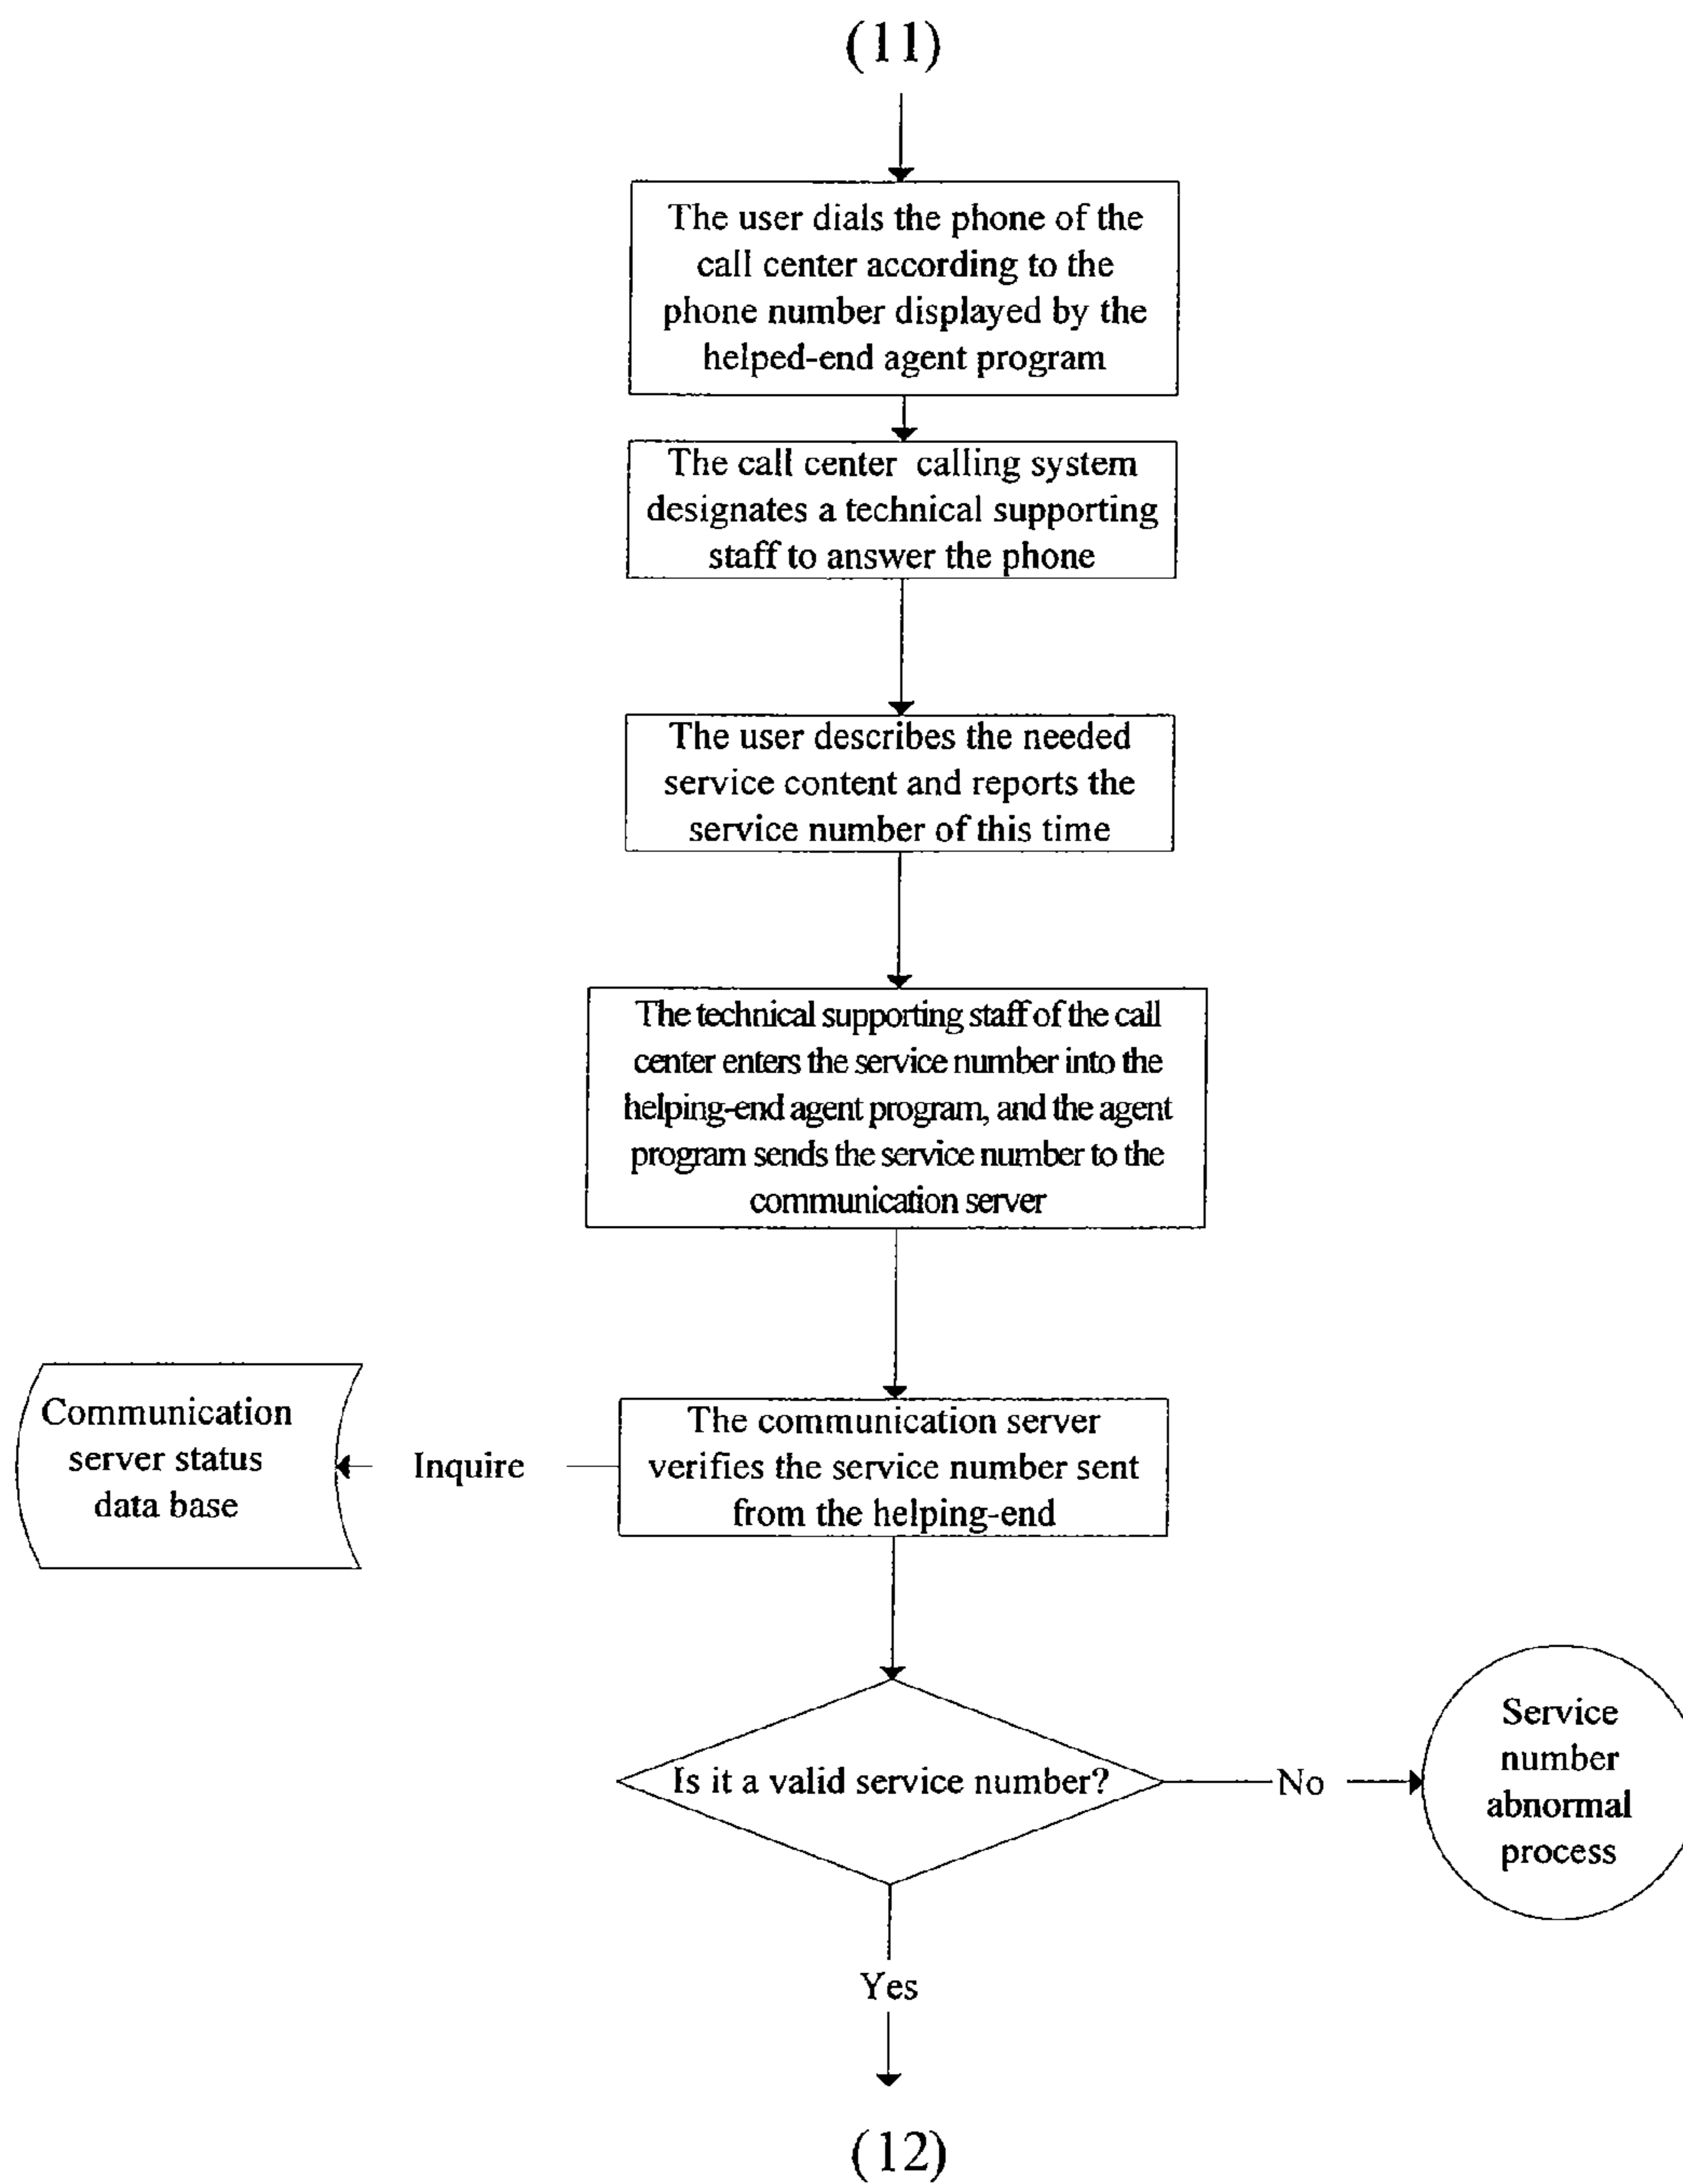 (11)
The user dials the phone of the
call center according to the
phone number displayed by the
helped-end agent program
The call center calling system
designates a technical supporting
staff to answer the phone
The user describes the needed
service content and reports the
service number of this time
The technical supporting staff of the call
center enters the service number into the
helping-end agent program, and the agent
program sends the service number to the
communication server
Communication
server status
data base
Inquire
The communication server
verifies the service number sent
from the helping-end
Is it a valid service number?
No
Service
number
abnormal
process
Yes
(12)